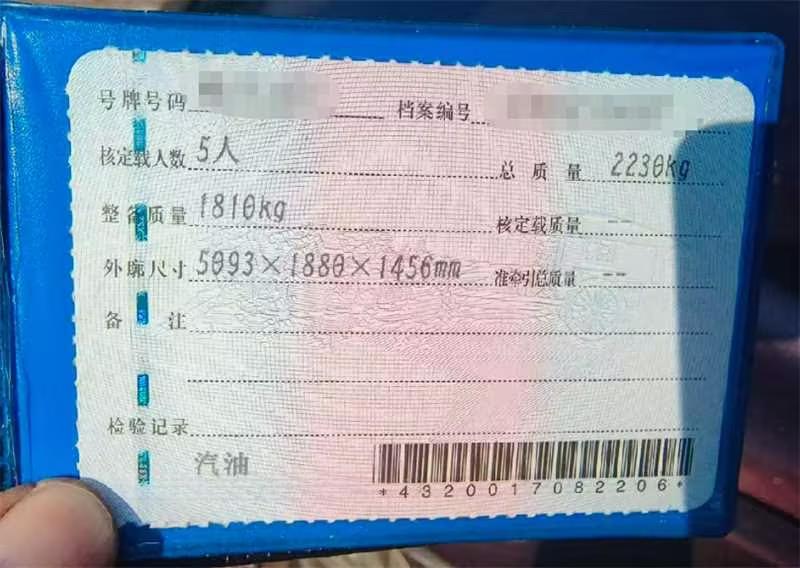 号牌号码 档案编号
核定载人数 5人 总质量 2230kg
整备质量 1810kg 核定载质量 --
外廓尺寸 5093×1880×1456mm 准牵引总质量 --
备注
检验记录
汽油
*4320017082206*